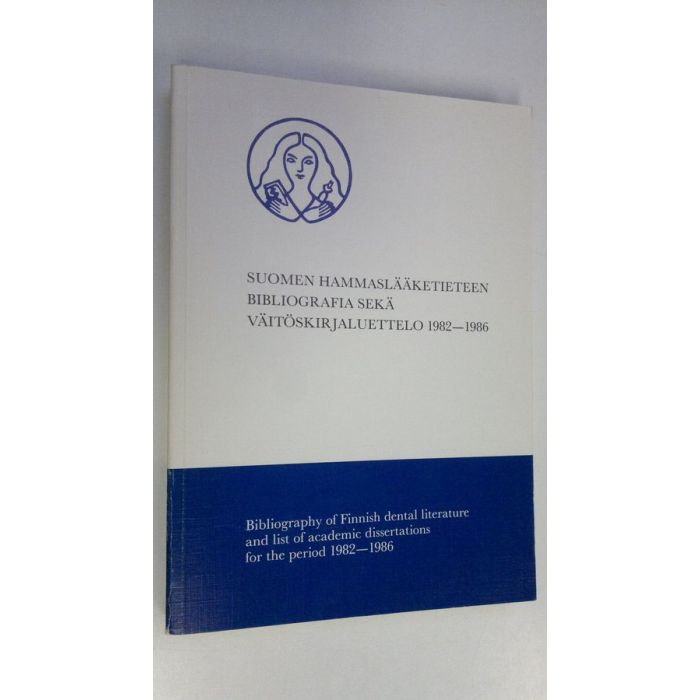 SUOMEN HAMMASLÄÄKETIETEEN
BIBLIOGRAFIA SEKÄ
VÄITÖSKIRJALUETTELO 1982—1986
Bibliography of Finnish dental literature
and list of academic dissertations
for the period 1982—1986